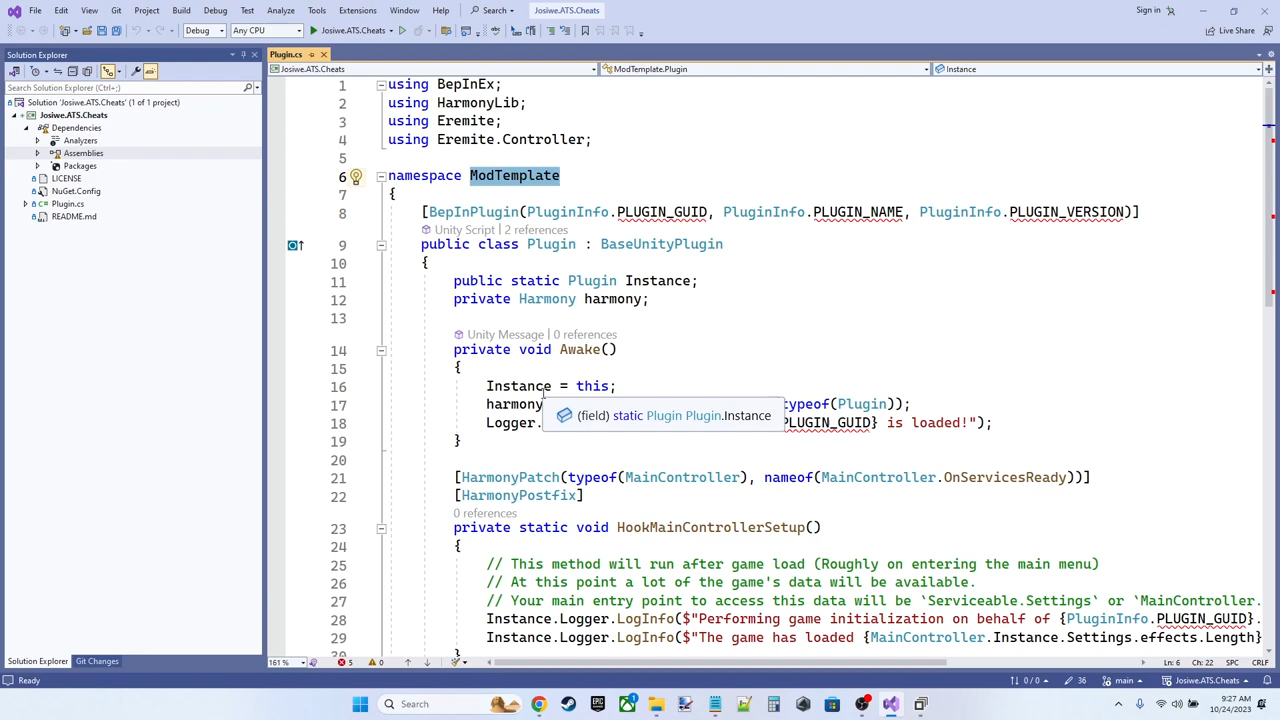 File Edit View Git Project Build Debug Test Analyze Tools Extensions Window Help Search Josiwe.ATS.Cheats Sign in
Debug Any CPU Josiwe.ATS.Cheats Live Share
Solution Explorer
Search Solution Explorer (Ctrl+;)
Solution 'Josiwe.ATS.Cheats' (1 of 1 project)
Josiwe.ATS.Cheats
Dependencies
Analyzers
Assemblies
Packages
LICENSE
NuGet.Config
Plugin.cs
README.md
Solution Explorer Git Changes
Plugin.cs
Josiwe.ATS.Cheats ModTemplate.Plugin Instance
1 using BepInEx;
2 using HarmonyLib;
3 using Eremite;
4 using Eremite.Controller;
5
6 namespace ModTemplate
7 {
8 [BepInPlugin(PluginInfo.PLUGIN_GUID, PluginInfo.PLUGIN_NAME, PluginInfo.PLUGIN_VERSION)]
Unity Script | 2 references
9 public class Plugin : BaseUnityPlugin
10 {
11 public static Plugin Instance;
12 private Harmony harmony;
13
Unity Message | 0 references
14 private void Awake()
15 {
16 Instance = this;
17 harmony typeof(Plugin));
(field) static Plugin Plugin.Instance
18 Logger. PLUGIN_GUID} is loaded!");
19 }
20
21 [HarmonyPatch(typeof(MainController), nameof(MainController.OnServicesReady))]
22 [HarmonyPostfix]
0 references
23 private static void HookMainControllerSetup()
24 {
25 // This method will run after game load (Roughly on entering the main menu)
26 // At this point a lot of the game's data will be available.
27 // Your main entry point to access this data will be `Serviceable.Settings` or `MainController.
28 Instance.Logger.LogInfo($"Performing game initialization on behalf of {PluginInfo.PLUGIN_GUID}.
29 Instance.Logger.LogInfo($"The game has loaded {MainController.Instance.Settings.effects.Length}
30 }
161 % 5 0 Ln: 6 Ch: 22 SPC CRLF
Ready 0 / 0 36 main Josiwe.ATS.Cheats
Search 9:27 AM
10/24/2023